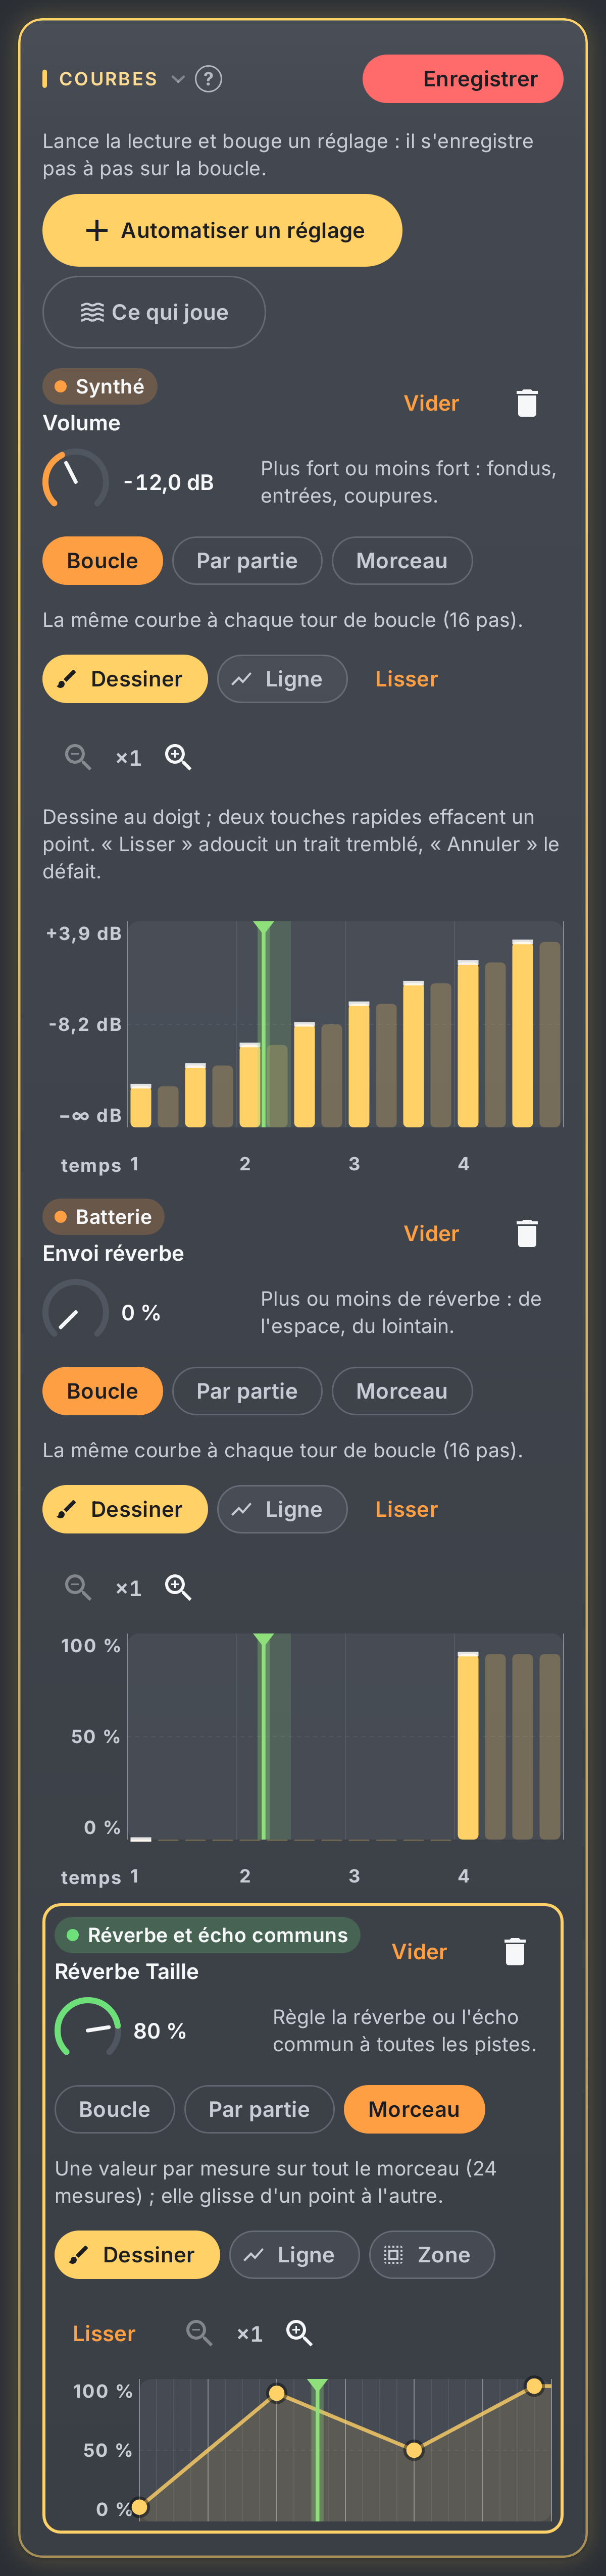 COURBES ?
Enregistrer
Lance la lecture et bouge un réglage : il s'enregistre
pas à pas sur la boucle.
Automatiser un réglage
Ce qui joue
Synthé
Volume
Vider
-12,0 dB
Plus fort ou moins fort : fondus,
entrées, coupures.
Boucle Par partie Morceau
La même courbe à chaque tour de boucle (16 pas).
Dessiner Ligne Lisser
×1
Dessine au doigt ; deux touches rapides effacent un
point. « Lisser » adoucit un trait tremblé, « Annuler » le
défait.
+3,9 dB
-8,2 dB
−∞ dB
temps 1 2 3 4
Batterie
Envoi réverbe
Vider
0 %
Plus ou moins de réverbe : de
l'espace, du lointain.
Boucle Par partie Morceau
La même courbe à chaque tour de boucle (16 pas).
Dessiner Ligne Lisser
×1
100 %
50 %
0 %
temps 1 2 3 4
Réverbe et écho communs
Réverbe Taille
Vider
80 %
Règle la réverbe ou l'écho
commun à toutes les pistes.
Boucle Par partie Morceau
Une valeur par mesure sur tout le morceau (24
mesures) ; elle glisse d'un point à l'autre.
Dessiner Ligne Zone
Lisser ×1
100 %
50 %
0 %